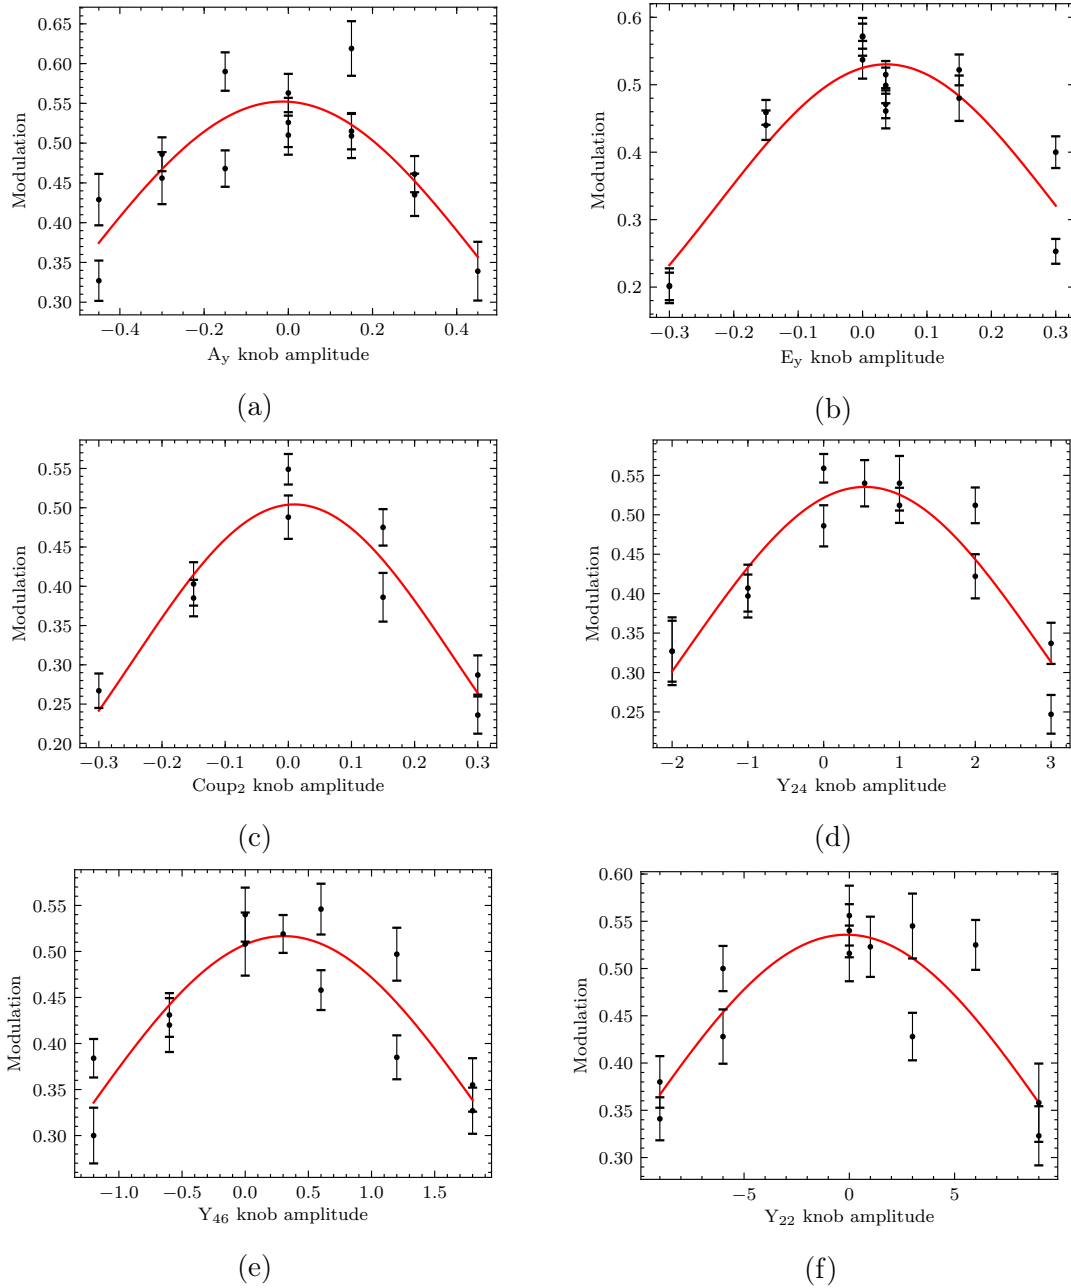 0.65
0.60
0.55
0.50
0.45
0.40
0.35
0.30
Modulation
−0.4 −0.2 0.0 0.2 0.4
A_y knob amplitude
(a)
0.6
0.5
0.4
0.3
0.2
Modulation
−0.3 −0.2 −0.1 0.0 0.1 0.2 0.3
E_y knob amplitude
(b)
0.55
0.50
0.45
0.40
0.35
0.30
0.25
0.20
Modulation
−0.3 −0.2 −0.1 0.0 0.1 0.2 0.3
Coup₂ knob amplitude
(c)
0.55
0.50
0.45
0.40
0.35
0.30
0.25
Modulation
−2 −1 0 1 2 3
Y₂₄ knob amplitude
(d)
0.55
0.50
0.45
0.40
0.35
0.30
Modulation
−1.0 −0.5 0.0 0.5 1.0 1.5
Y₄₆ knob amplitude
(e)
0.60
0.55
0.50
0.45
0.40
0.35
0.30
Modulation
−5 0 5
Y₂₂ knob amplitude
(f)